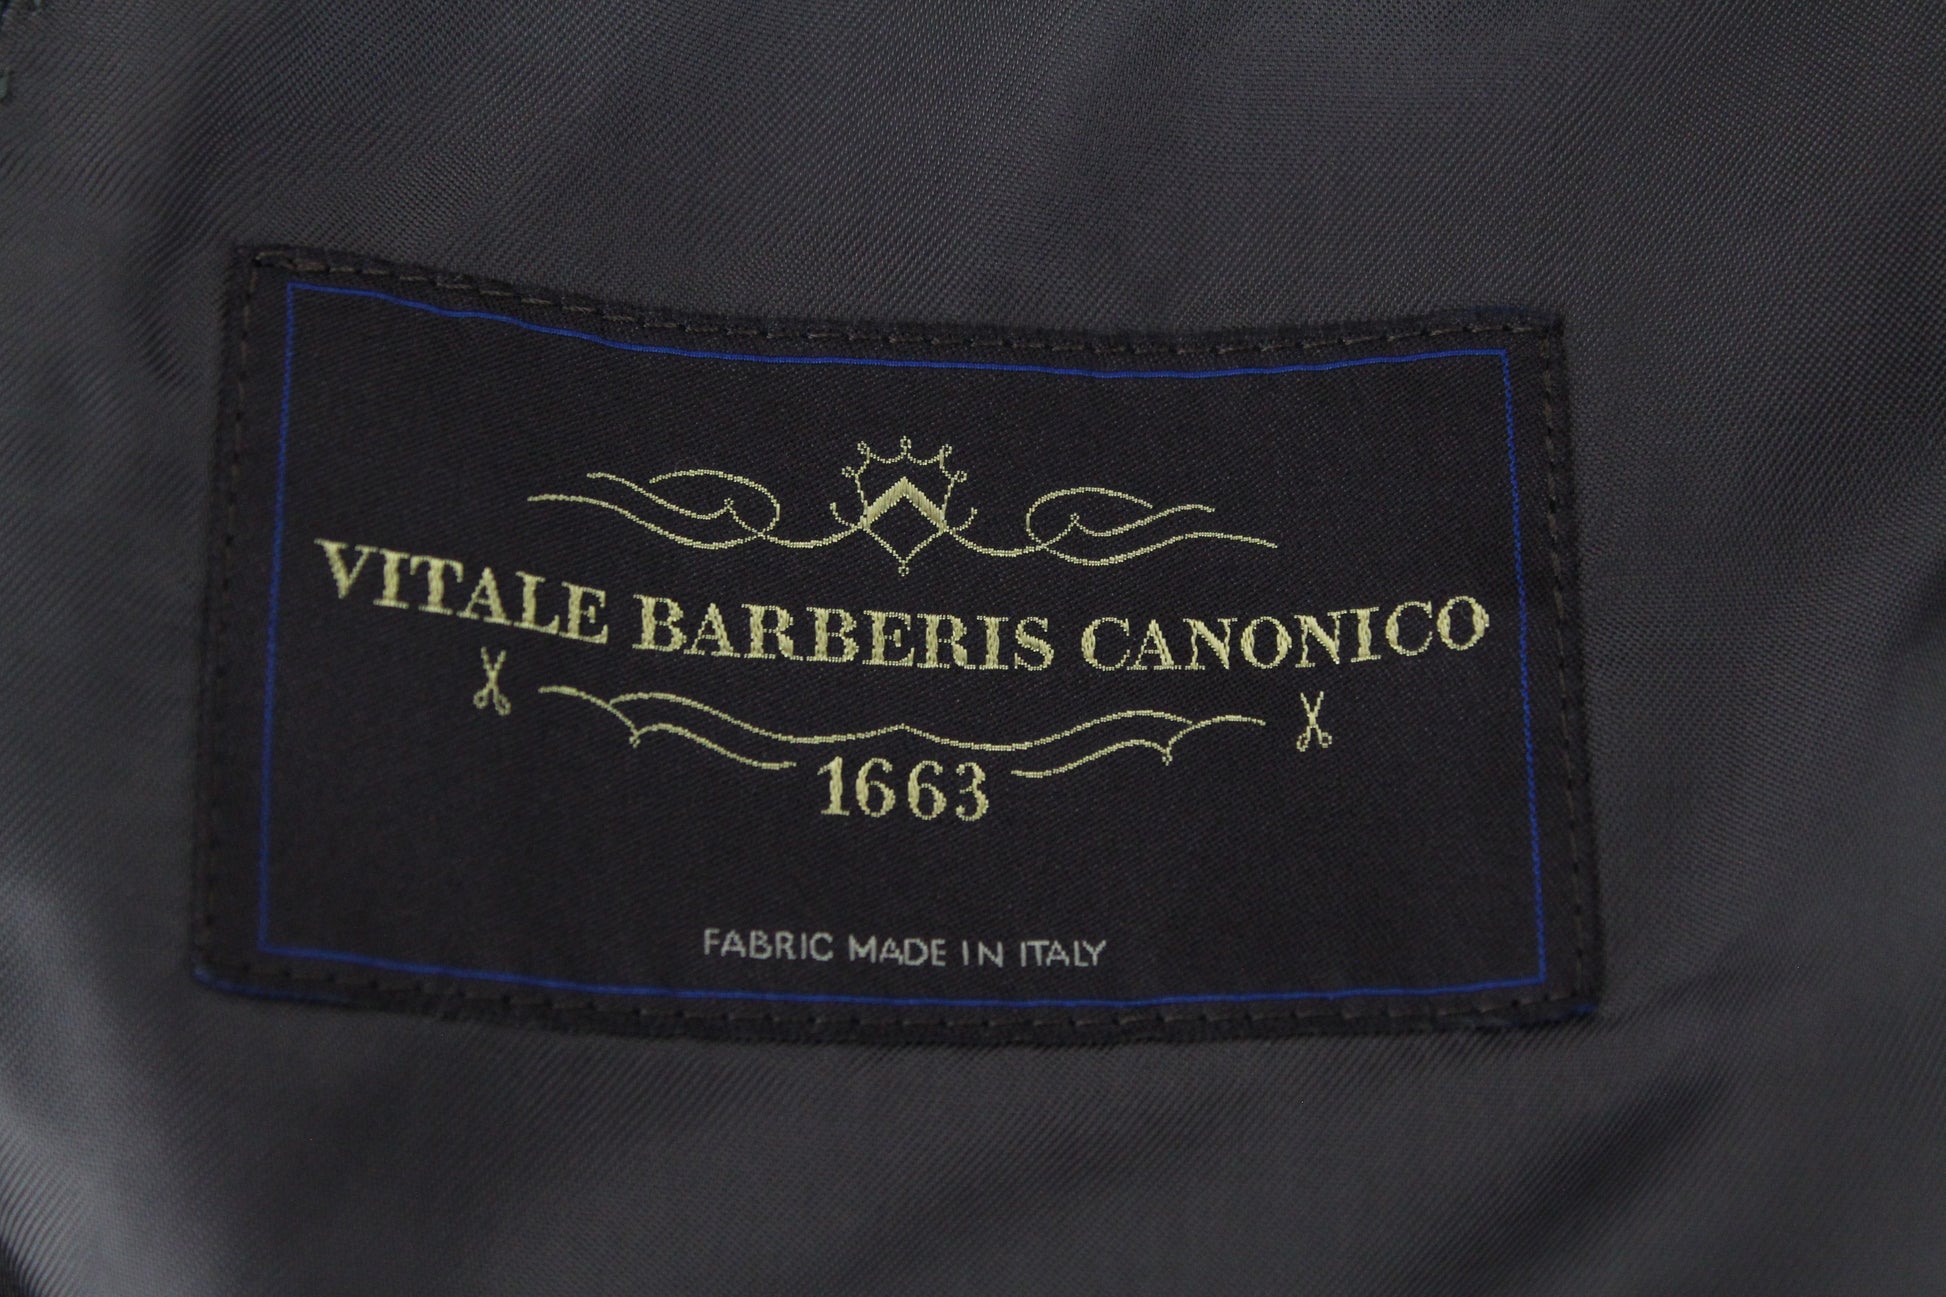 VITALE BARBERIS CANONICO
1663
FABRIC MADE IN ITALY